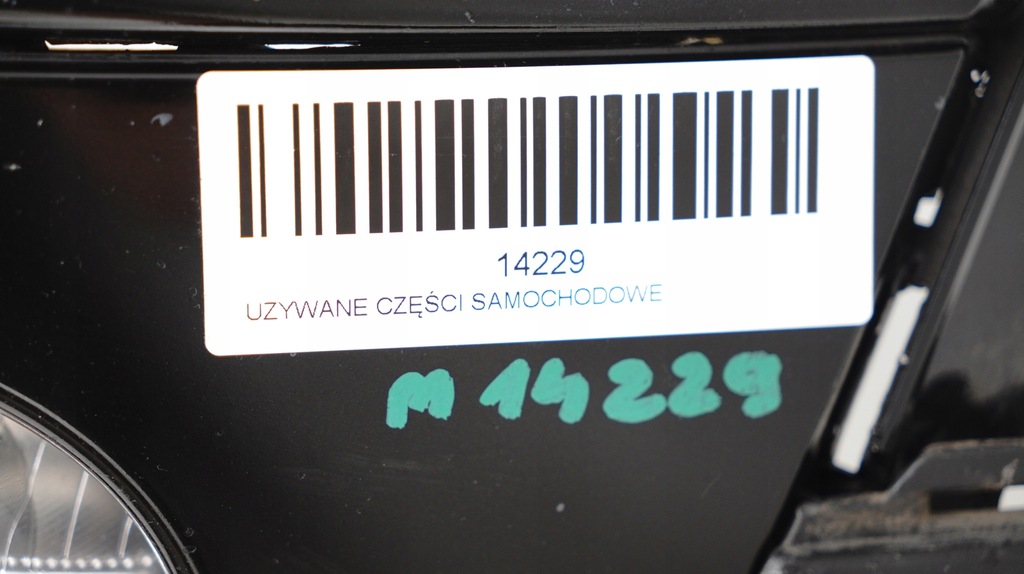 14229
UZYWANE CZĘŚCI SAMOCHODOWE
M 14229